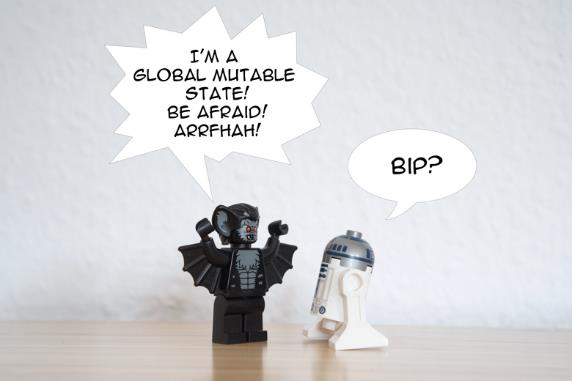 I'M A
GLOBAL MUTABLE
STATE!
BE AFRAID!
ARRFHAH!
BIP?